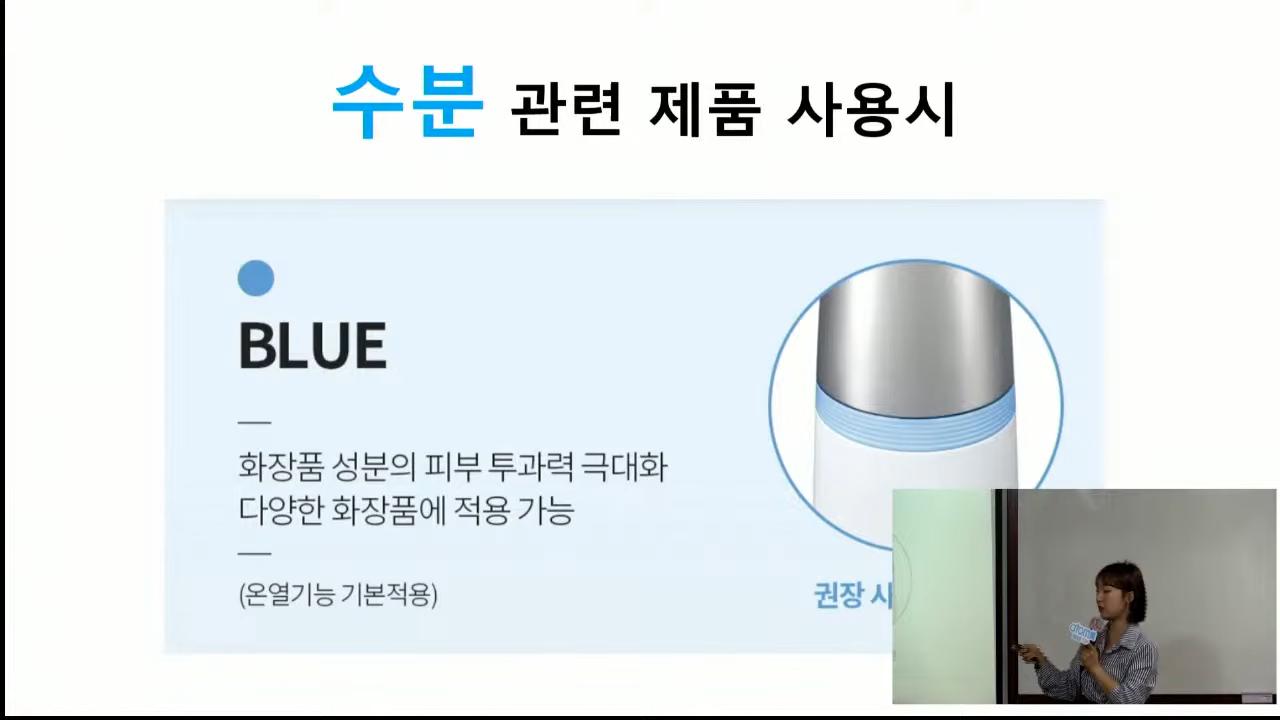 수분 관련 제품 사용시
BLUE
화장품 성분의 피부 투과력 극대화
다양한 화장품에 적용 가능
(온열기능 기본적용)
권장 사
atomi